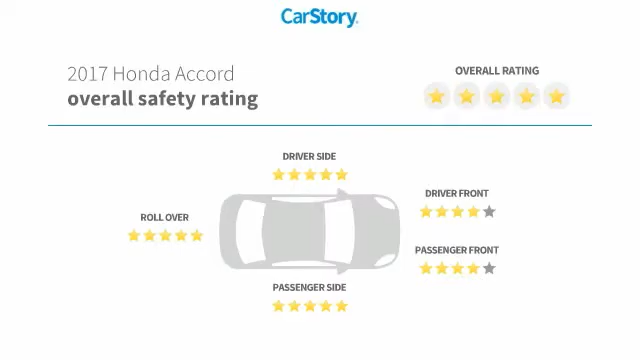 CarStory
2017 Honda Accord
overall safety rating
OVERALL RATING
DRIVER SIDE
DRIVER FRONT
ROLL OVER
PASSENGER FRONT
PASSENGER SIDE